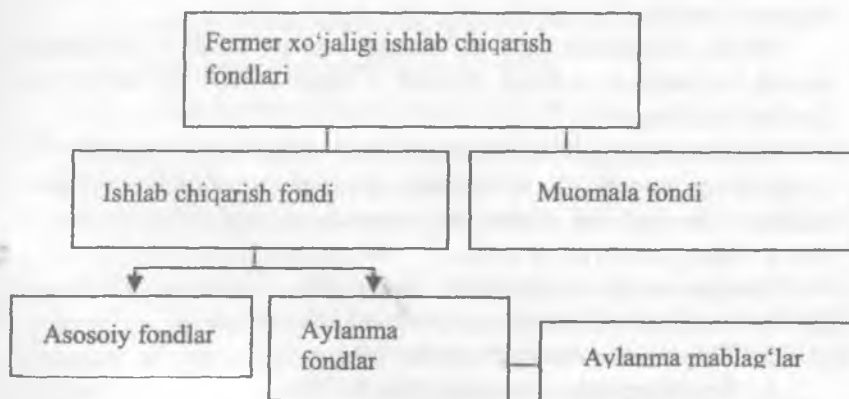 Fermer xo‘jaligi ishlab chiqarish
fondlari
Ishlab chiqarish fondi
Muomala fondi
Asosoiy fondlar
Aylanma
fondlar
Aylanma mablag‘lar